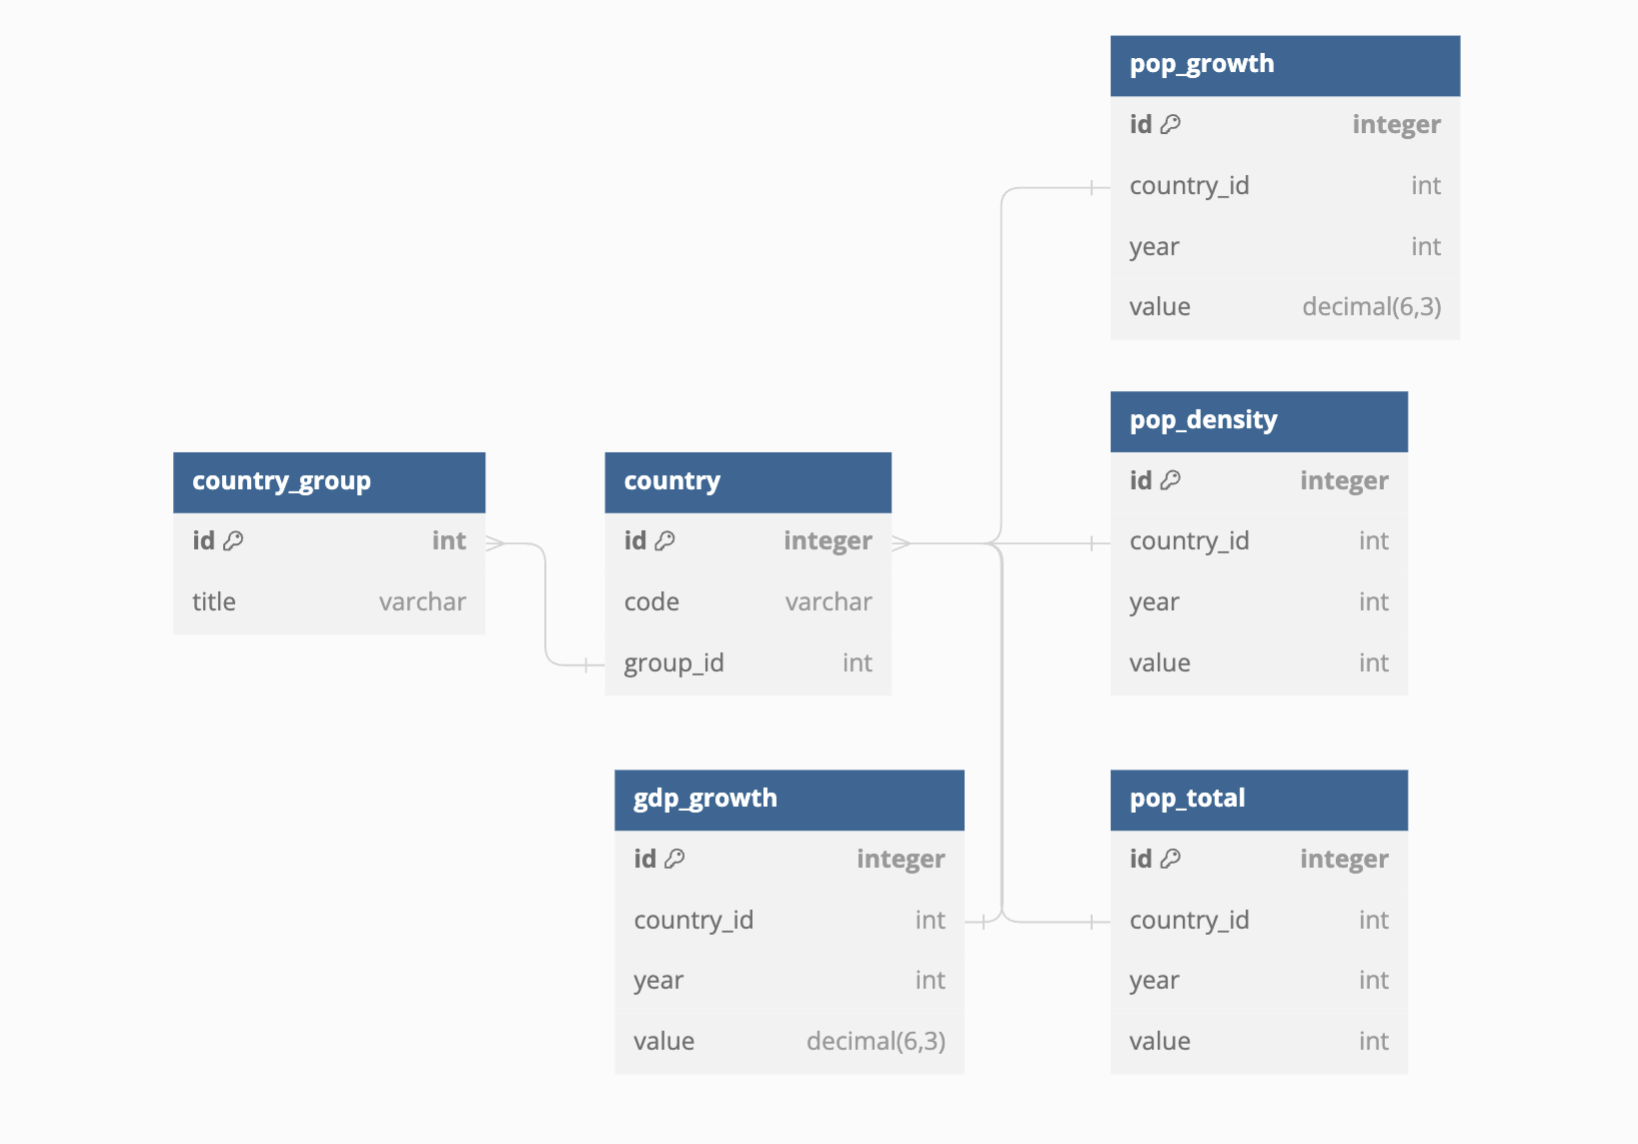 pop_growth
id integer
country_id int
year int
value decimal(6,3)
pop_density
id integer
country_id int
year int
value int
country_group
id int
title varchar
country
id integer
code varchar
group_id int
gdp_growth
id integer
country_id int
year int
value decimal(6,3)
pop_total
id integer
country_id int
year int
value int